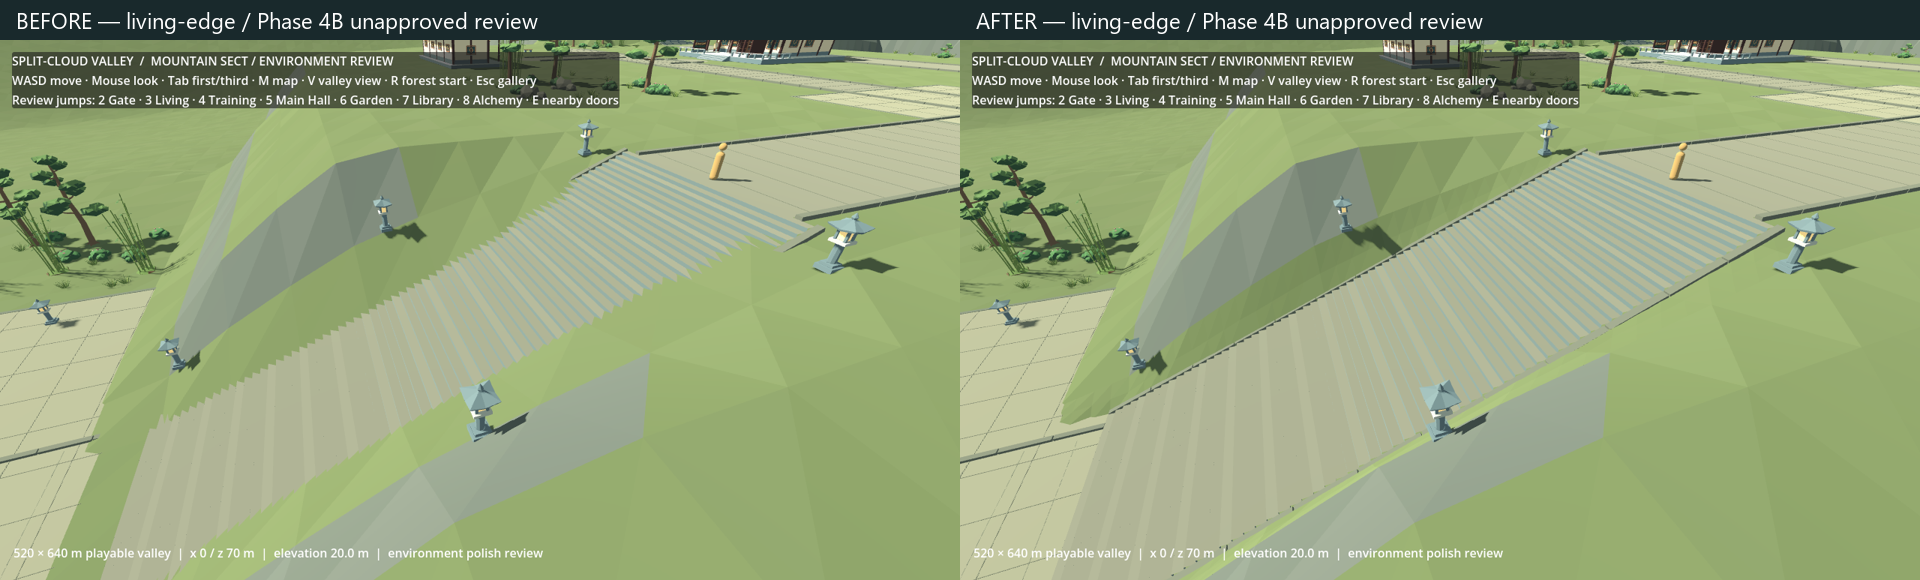 BEFORE — living-edge / Phase 4B unapproved review
SPLIT-CLOUD VALLEY / MOUNTAIN SECT / ENVIRONMENT REVIEW
WASD move · Mouse look · Tab first/third · M map · V valley view · R forest start · Esc gallery
Review jumps: 2 Gate · 3 Living · 4 Training · 5 Main Hall · 6 Garden · 7 Library · 8 Alchemy · E nearby doors
520 × 640 m playable valley | x 0 / z 70 m | elevation 20.0 m | environment polish review
AFTER — living-edge / Phase 4B unapproved review
SPLIT-CLOUD VALLEY / MOUNTAIN SECT / ENVIRONMENT REVIEW
WASD move · Mouse look · Tab first/third · M map · V valley view · R forest start · Esc gallery
Review jumps: 2 Gate · 3 Living · 4 Training · 5 Main Hall · 6 Garden · 7 Library · 8 Alchemy · E nearby doors
520 × 640 m playable valley | x 0 / z 70 m | elevation 20.0 m | environment polish review